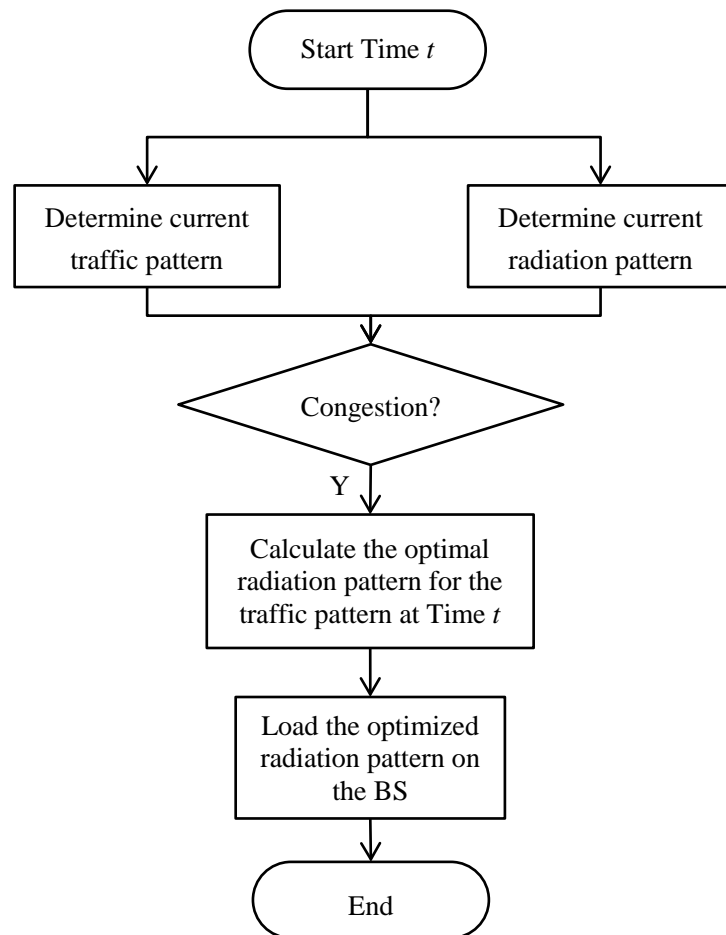 Start Time t
Determine current
traffic pattern
Determine current
radiation pattern
Congestion?
Y
Calculate the optimal
radiation pattern for the
traffic pattern at Time t
Load the optimized
radiation pattern on
the BS
End